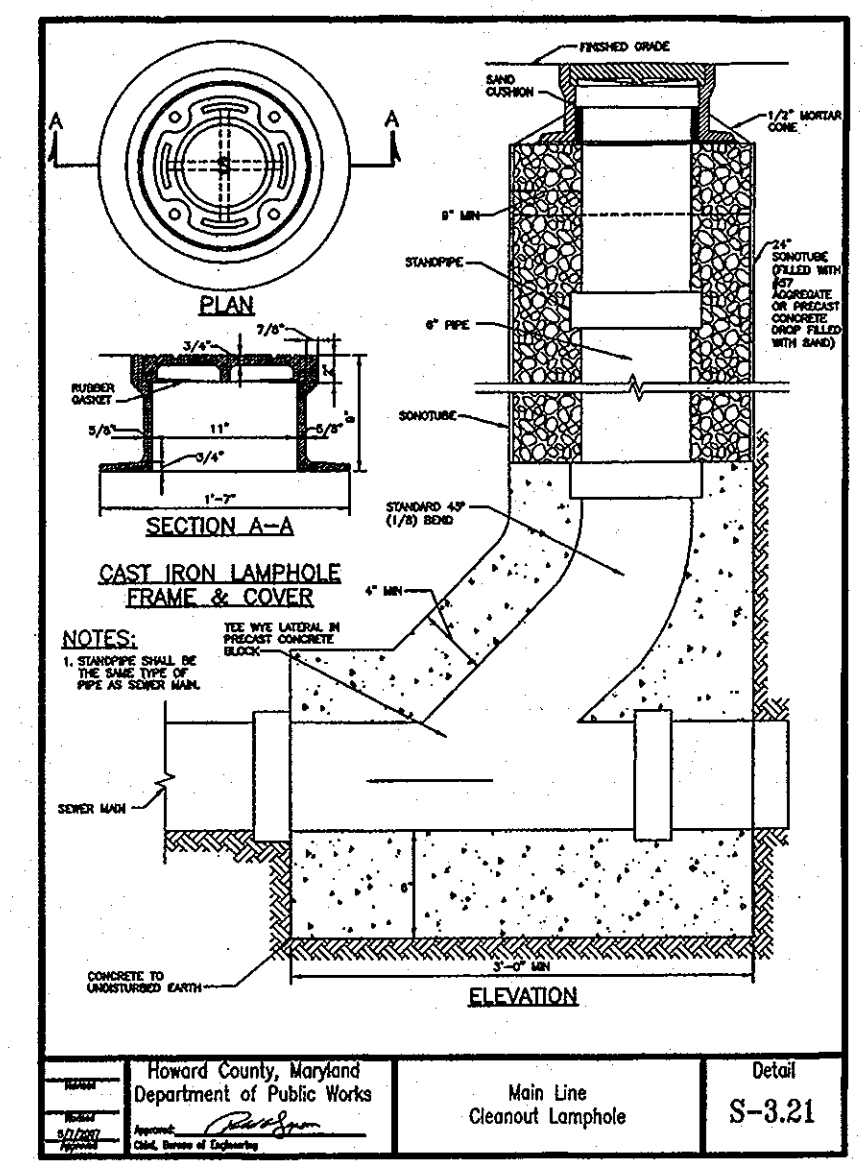 FINISHED GRADE
SAND
CUSHION
1/2" MORTAR
CONE
A
A
S
PLAN
9" MIN
STANDPIPE
6" PIPE
24"
SONOTUBE
(FILLED WITH
#57
AGGREGATE
OR PRECAST
CONCRETE
DROP FILLED
WITH SAND)
7/8"
3/4"
2"
RUBBER
GASKET
9"
5/8"
11"
5/8"
3/4"
1'-7"
SECTION A-A
SONOTUBE
STANDARD 45°
(1/8) BEND
CAST IRON LAMPHOLE
FRAME & COVER
4" MIN
TEE WYE LATERAL IN
PRECAST CONCRETE
BLOCK
NOTES:
1. STANDPIPE SHALL BE
THE SAME TYPE OF
PIPE AS SEWER MAIN.
SEWER MAIN
6"
CONCRETE TO
UNDISTURBED EARTH
3'-0" MIN
ELEVATION
Howard County, Maryland
Department of Public Works
Approved:
Chief, Bureau of Engineering
Revised
Revised
Approved
Main Line
Cleanout Lamphole
Detail
S-3.21